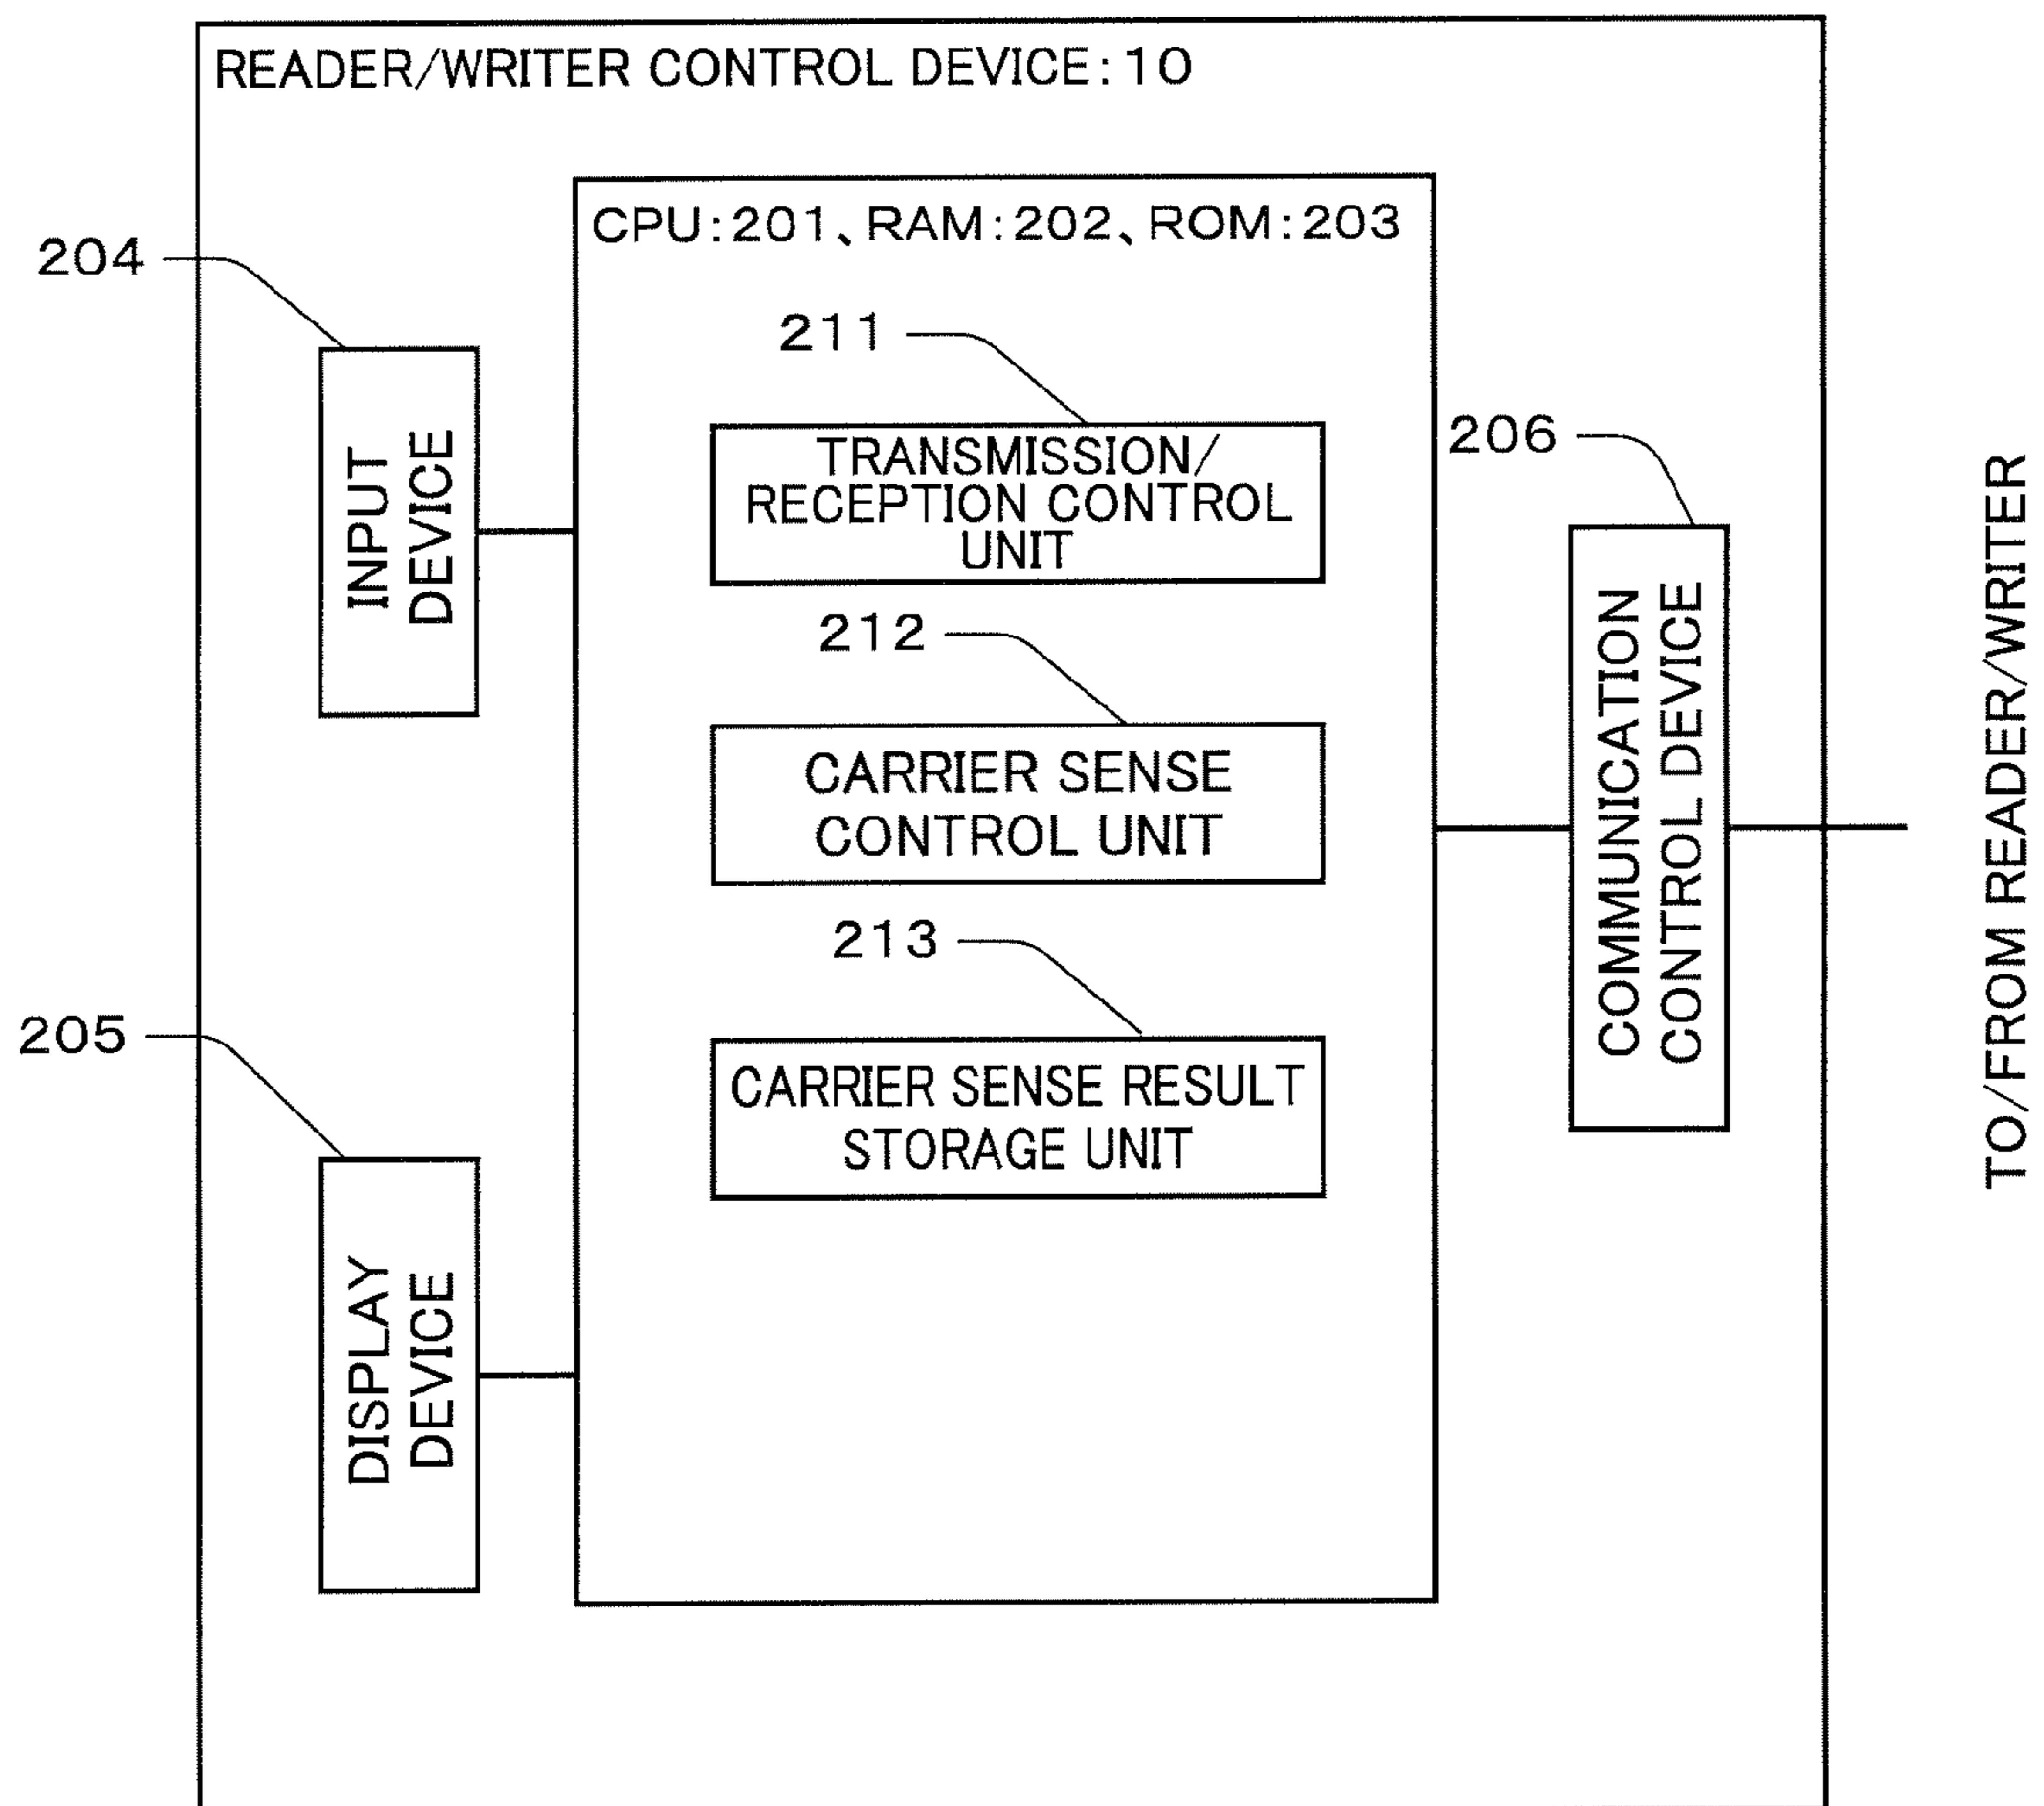 READER/WRITER CONTROL DEVICE:10
CPU:201、RAM:202、ROM:203
204
INPUT
DEVICE
211
TRANSMISSION/
RECEPTION CONTROL
UNIT
206
COMMUNICATION
CONTROL DEVICE
TO/FROM READER/WRITER
212
CARRIER SENSE
CONTROL UNIT
213
CARRIER SENSE RESULT
STORAGE UNIT
205
DISPLAY
DEVICE